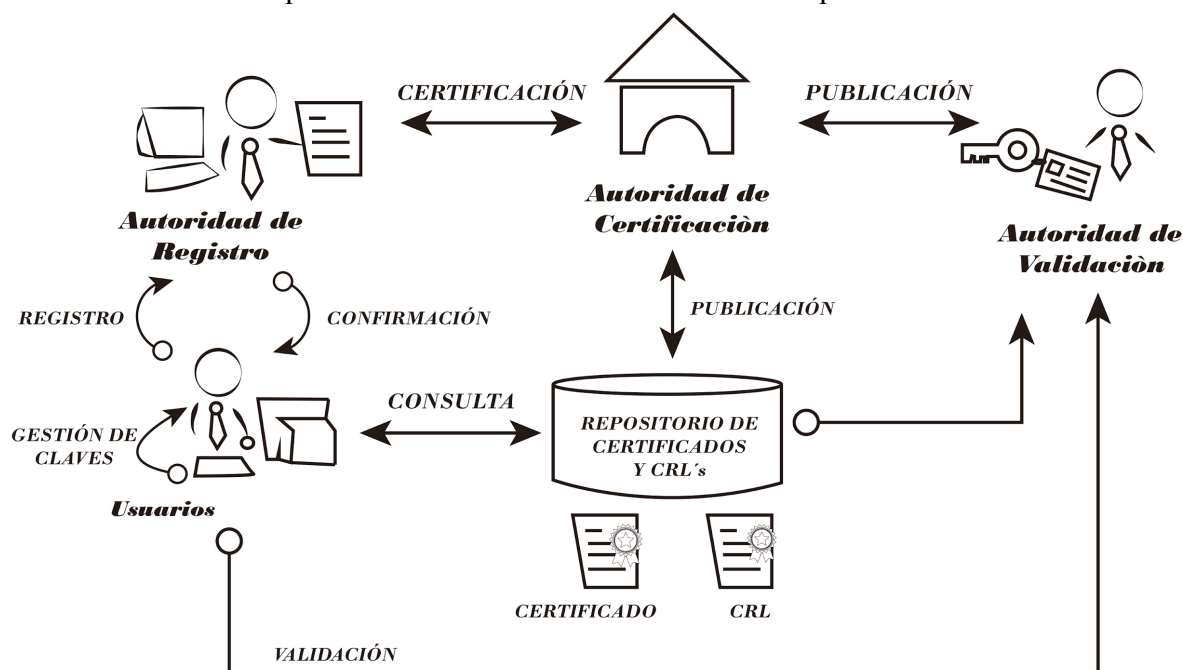 CERTIFICACIÓN
PUBLICACIÓN
Autoridad de
Registro
Autoridad de
Certificaciòn
Autoridad de
Validaciòn
REGISTRO
CONFIRMACIÓN
PUBLICACIÓN
GESTIÓN DE
CLAVES
CONSULTA
REPOSITORIO DE
CERTIFICADOS
Y CRL´s
Usuarios
CERTIFICADO
CRL
VALIDACIÓN